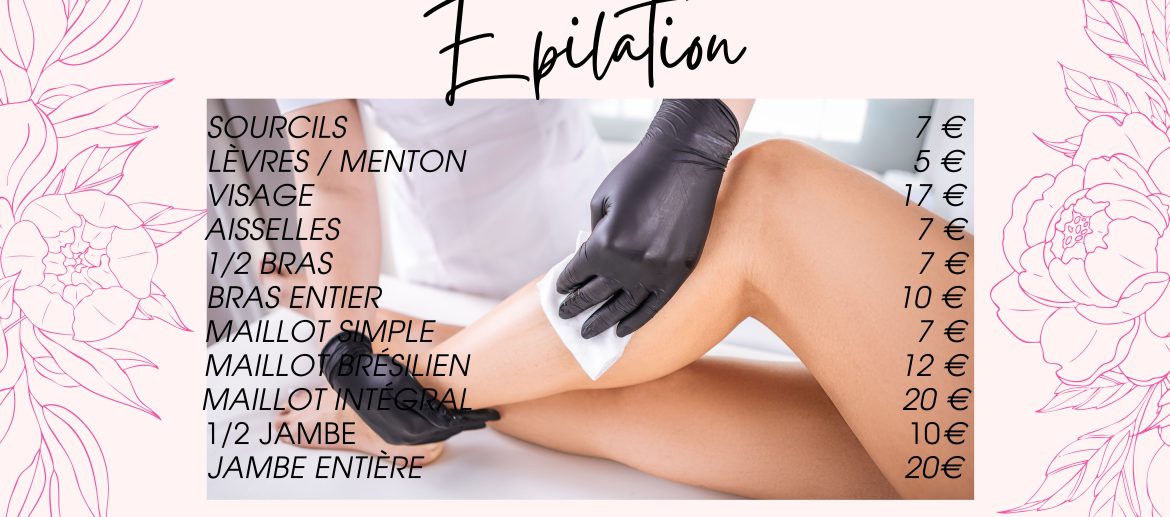 Epilation
SOURCILS 7 €
LÈVRES / MENTON 5 €
VISAGE 17 €
AISSELLES 7 €
1/2 BRAS 7 €
BRAS ENTIER 10 €
MAILLOT SIMPLE 7 €
MAILLOT BRÉSILIEN 12 €
MAILLOT INTÉGRAL 20 €
1/2 JAMBE 10€
JAMBE ENTIÈRE 20€